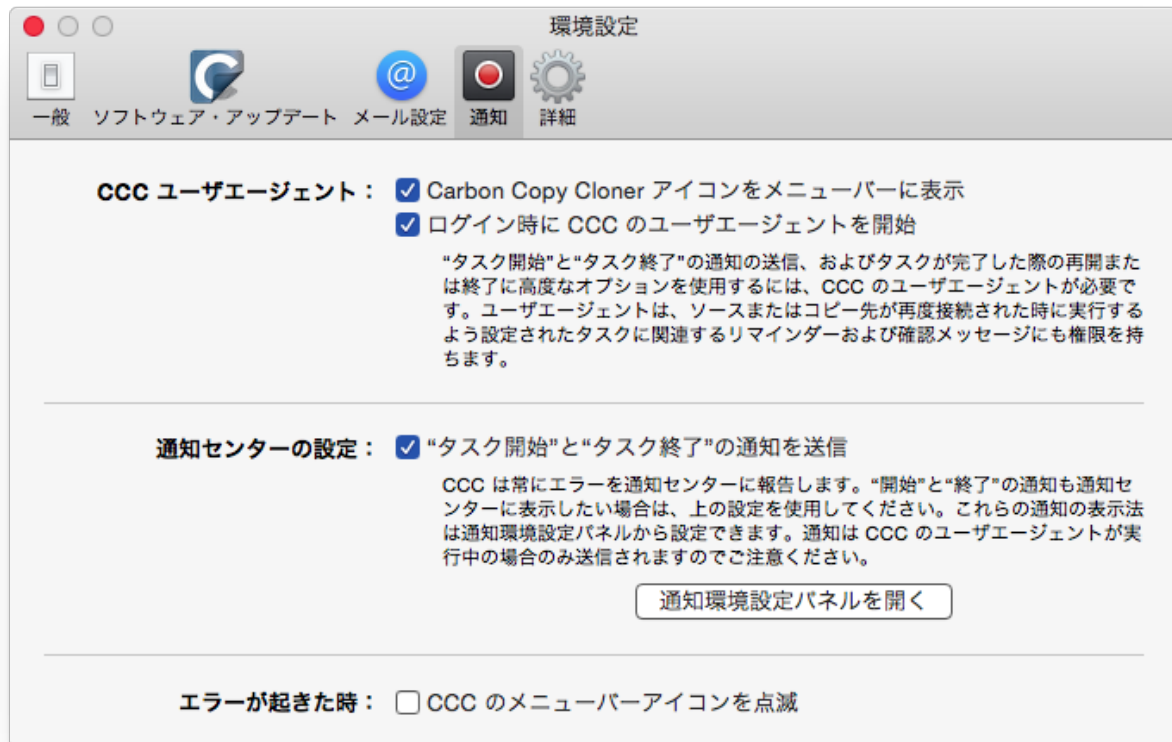 環境設定
一般 ソフトウェア・アップデート メール設定 通知 詳細
CCC ユーザエージェント： Carbon Copy Cloner アイコンをメニューバーに表示
ログイン時に CCC のユーザエージェントを開始
“タスク開始”と“タスク終了”の通知の送信、およびタスクが完了した際の再開また
は終了に高度なオプションを使用するには、CCC のユーザエージェントが必要で
す。ユーザエージェントは、ソースまたはコピー先が再度接続された時に実行する
よう設定されたタスクに関連するリマインダーおよび確認メッセージにも権限を持
ちます。
通知センターの設定： “タスク開始”と“タスク終了”の通知を送信
CCC は常にエラーを通知センターに報告します。“開始”と“終了”の通知も通知セ
ンターに表示したい場合は、上の設定を使用してください。これらの通知の表示法
は通知環境設定パネルから設定できます。通知は CCC のユーザエージェントが実
行中の場合のみ送信されますのでご注意ください。
通知環境設定パネルを開く
エラーが起きた時： CCC のメニューバーアイコンを点滅